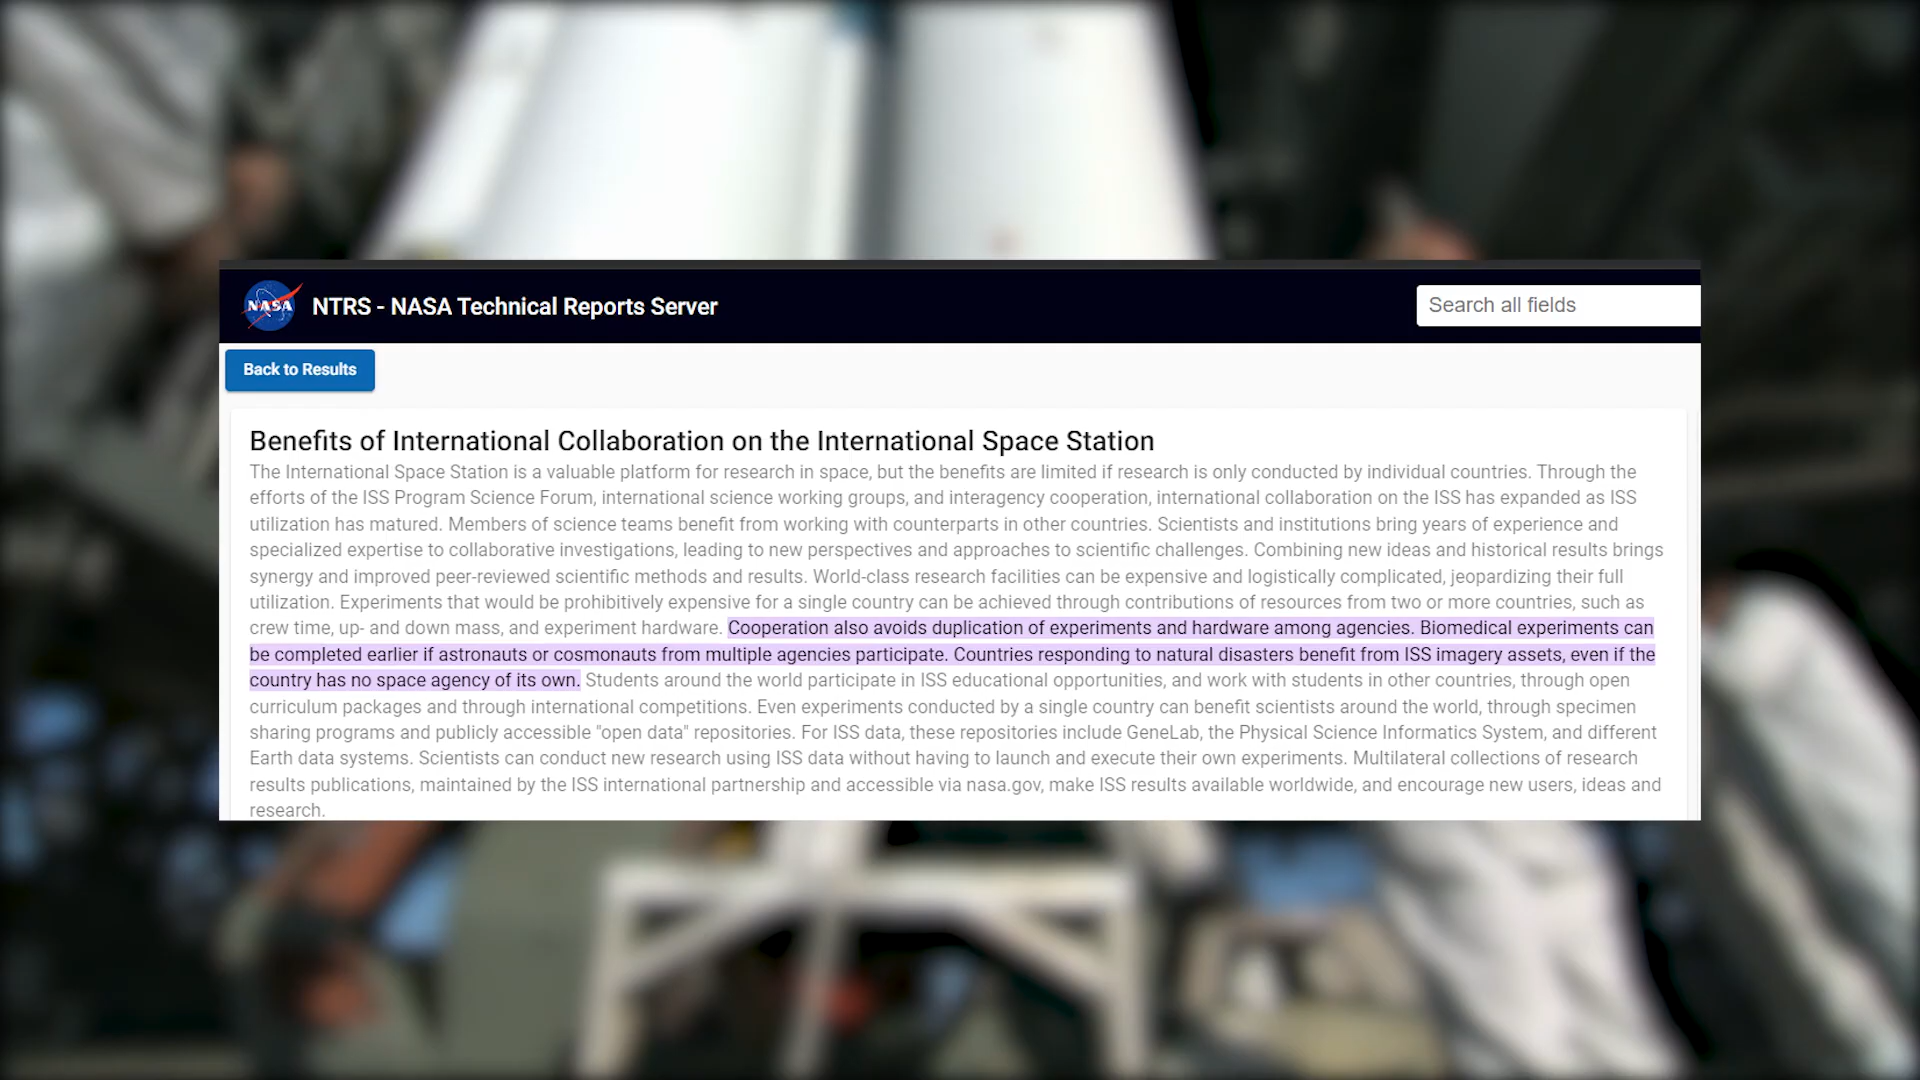 NASA
NTRS - NASA Technical Reports Server
Search all fields
Back to Results
Benefits of International Collaboration on the International Space Station
The International Space Station is a valuable platform for research in space, but the benefits are limited if research is only conducted by individual countries. Through the
efforts of the ISS Program Science Forum, international science working groups, and interagency cooperation, international collaboration on the ISS has expanded as ISS
utilization has matured. Members of science teams benefit from working with counterparts in other countries. Scientists and institutions bring years of experience and
specialized expertise to collaborative investigations, leading to new perspectives and approaches to scientific challenges. Combining new ideas and historical results brings
synergy and improved peer-reviewed scientific methods and results. World-class research facilities can be expensive and logistically complicated, jeopardizing their full
utilization. Experiments that would be prohibitively expensive for a single country can be achieved through contributions of resources from two or more countries, such as
crew time, up- and down mass, and experiment hardware. Cooperation also avoids duplication of experiments and hardware among agencies. Biomedical experiments can
be completed earlier if astronauts or cosmonauts from multiple agencies participate. Countries responding to natural disasters benefit from ISS imagery assets, even if the
country has no space agency of its own. Students around the world participate in ISS educational opportunities, and work with students in other countries, through open
curriculum packages and through international competitions. Even experiments conducted by a single country can benefit scientists around the world, through specimen
sharing programs and publicly accessible "open data" repositories. For ISS data, these repositories include GeneLab, the Physical Science Informatics System, and different
Earth data systems. Scientists can conduct new research using ISS data without having to launch and execute their own experiments. Multilateral collections of research
results publications, maintained by the ISS international partnership and accessible via nasa.gov, make ISS results available worldwide, and encourage new users, ideas and
research.